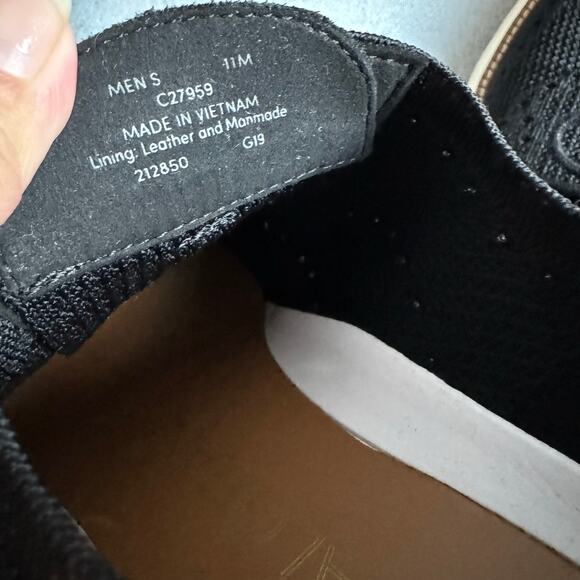 MEN S 11M
C27959
MADE IN VIETNAM
Lining: Leather and Manmade
212850 G19